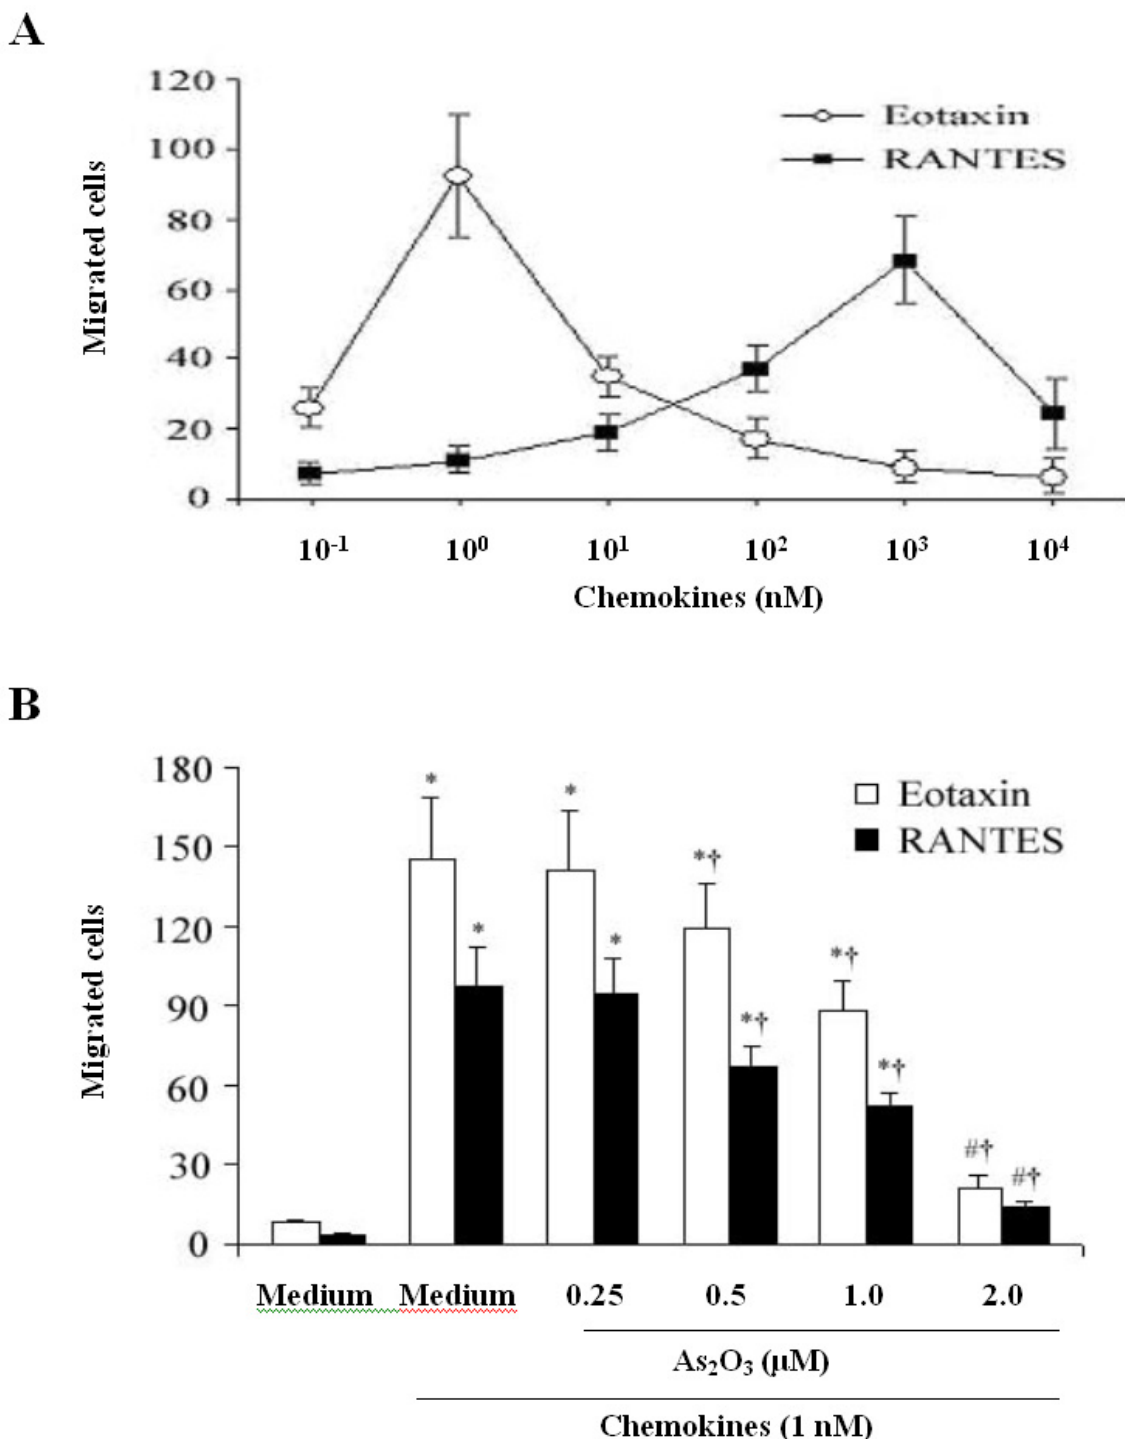 A
120
100
80
60
40
20
0
Migrated cells
Eotaxin
RANTES
10⁻¹ 10⁰ 10¹ 10² 10³ 10⁴
Chemokines (nM)
B
180
150
120
90
60
30
0
Migrated cells
Eotaxin
RANTES
* * * * *† *† *† *† #† #†
Medium Medium 0.25 0.5 1.0 2.0
As₂O₃ (μM)
Chemokines (1 nM)